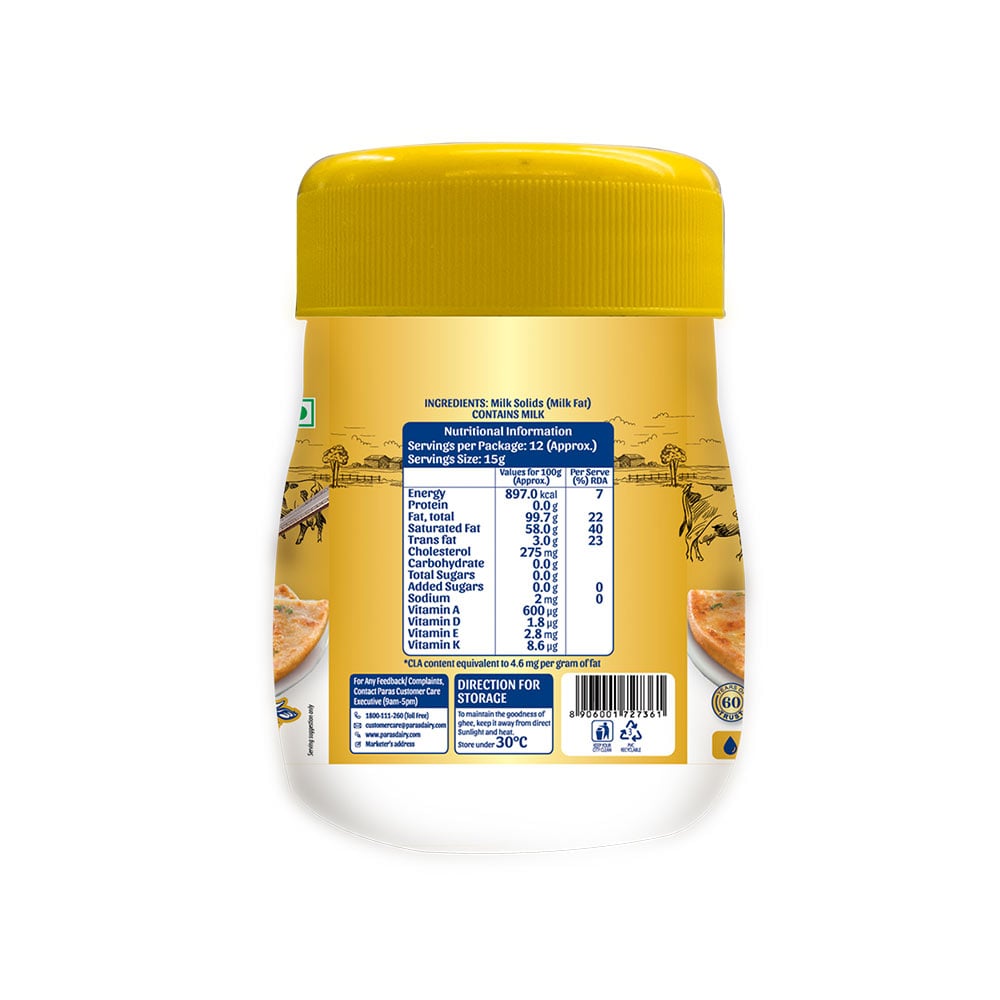 INGREDIENTS: Milk Solids (Milk Fat)
CONTAINS MILK
Nutritional Information
Servings per Package: 12 (Approx.)
Servings Size: 15g
Values for 100g (Approx.) Per Serve (%) RDA
Energy 897.0 kcal 7
Protein 0.0 g
Fat, total 99.7 g 22
Saturated Fat 58.0 g 40
Trans fat 3.0 g 23
Cholesterol 275 mg
Carbohydrate 0.0 g
Total Sugars 0.0 g
Added Sugars 0.0 g 0
Sodium 2 mg 0
Vitamin A 600 µg
Vitamin D 1.8 µg
Vitamin E 2.8 mg
Vitamin K 8.6 µg
*CLA content equivalent to 4.6 mg per gram of fat
For Any Feedback/ Complaints,
Contact Paras Customer Care
Executive (9am-5pm)
1800-111-260 (Toll Free)
customercare@parasdairy.com
www.parasdairy.com
Marketer's address
DIRECTION FOR
STORAGE
To maintain the goodness of
ghee, keep it away from direct
Sunlight and heat.
Store under 30°C
8 906001 727361
KEEP YOUR
CITY CLEAN
3
PVC
RECYCLABLE
Serving suggestion only
60